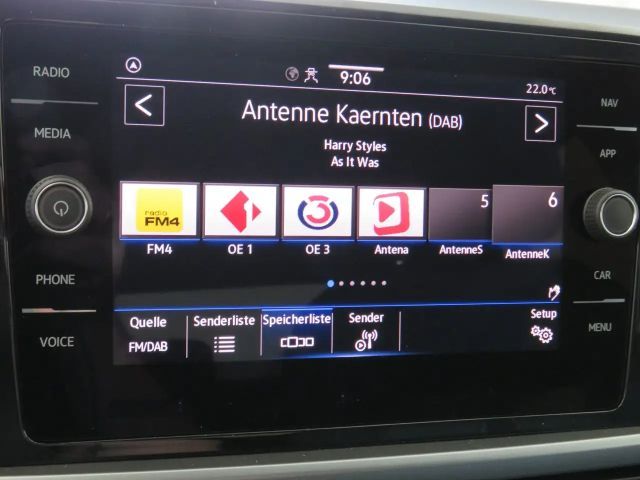 RADIO
MEDIA
PHONE
VOICE
9:06
22.0°C
Antenne Kaernten (DAB)
Harry Styles
As It Was
radio
FM4
1
3
5
6
FM4
OE 1
OE 3
Antena
AntenneS
AntenneK
Quelle
FM/DAB
Senderliste
Speicherliste
Sender
Setup
NAV
APP
CAR
MENU